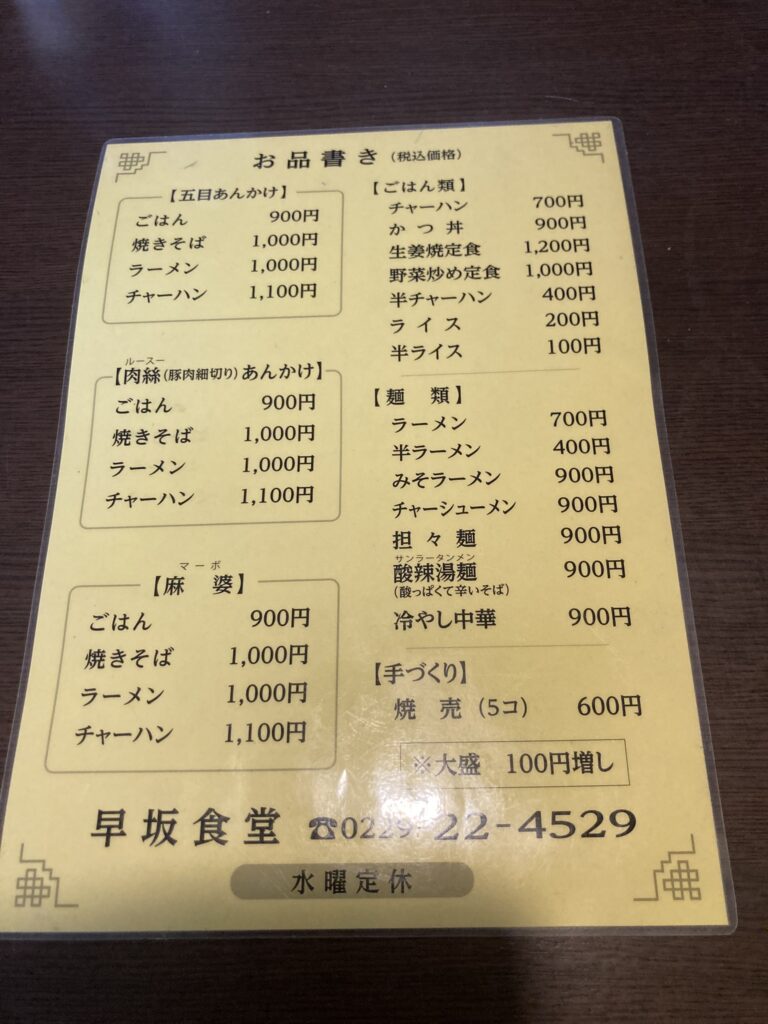 お品書き（税込価格）
【五目あんかけ】
ごはん 900円
焼きそば 1,000円
ラーメン 1,000円
チャーハン 1,100円
ルースー
【肉絲（豚肉細切り）あんかけ】
ごはん 900円
焼きそば 1,000円
ラーメン 1,000円
チャーハン 1,100円
マーボ
【麻婆】
ごはん 900円
焼きそば 1,000円
ラーメン 1,000円
チャーハン 1,100円
【ごはん類】
チャーハン 700円
かつ丼 900円
生姜焼定食 1,200円
野菜炒め定食 1,000円
半チャーハン 400円
ライス 200円
半ライス 100円
【麺類】
ラーメン 700円
半ラーメン 400円
みそラーメン 900円
チャーシューメン 900円
担々麺 900円
サンラータンメン
酸辣湯麺 900円
（酸っぱくて辛いそば）
冷やし中華 900円
【手づくり】
焼売（5コ） 600円
※大盛 100円増し
早坂食堂 ☎0229-22-4529
水曜定休